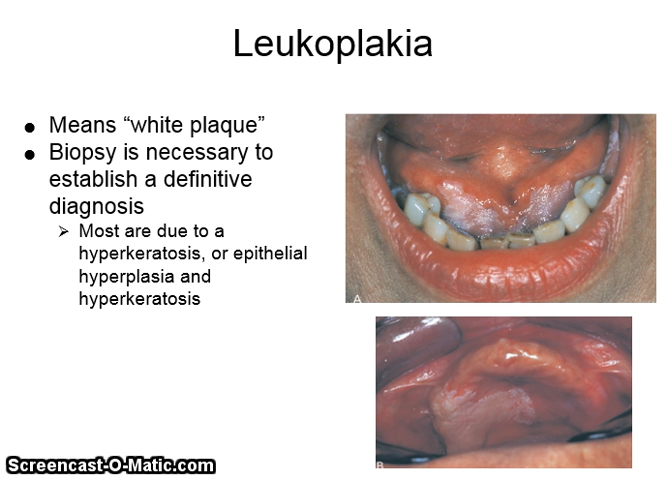 Leukoplakia
● Means “white plaque”
● Biopsy is necessary to
establish a definitive
diagnosis
➢ Most are due to a
hyperkeratosis, or epithelial
hyperplasia and
hyperkeratosis
A
B
Screencast-O-Matic.com